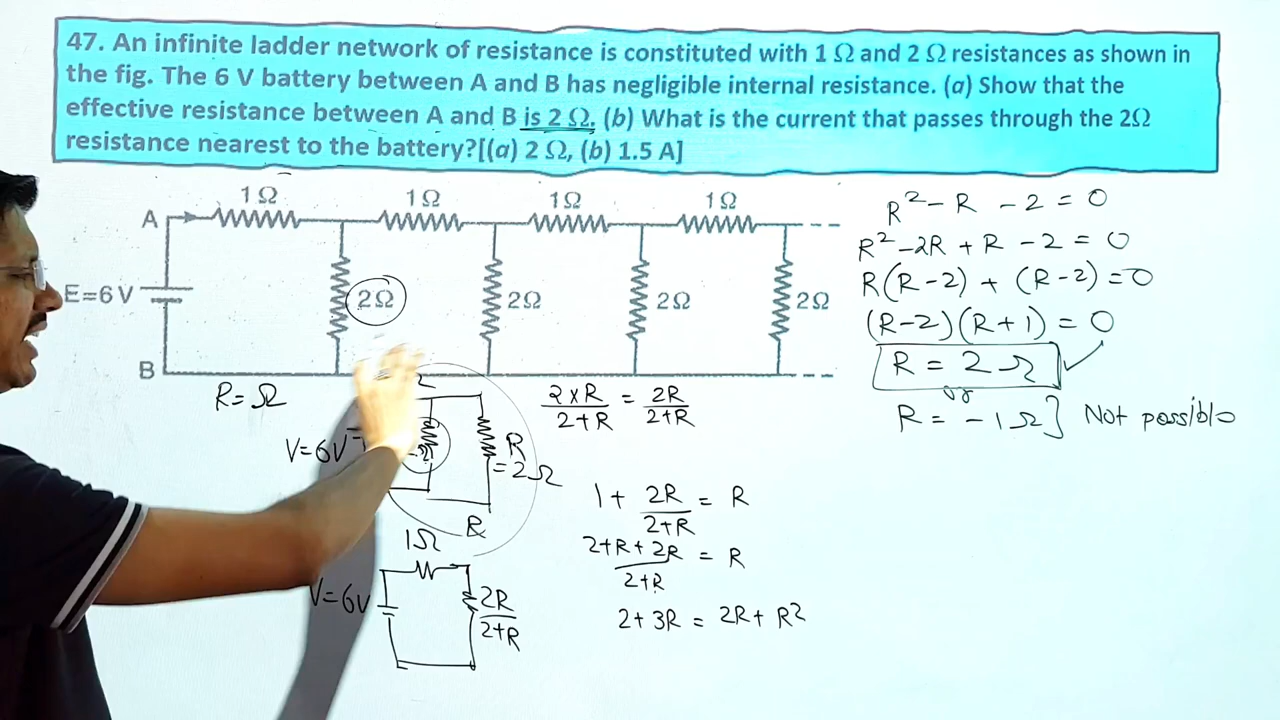 47. An infinite ladder network of resistance is constituted with 1 Ω and 2 Ω resistances as shown in
the fig. The 6 V battery between A and B has negligible internal resistance. (a) Show that the
effective resistance between A and B is 2 Ω. (b) What is the current that passes through the 2Ω
resistance nearest to the battery?[(a) 2 Ω, (b) 1.5 A]
1Ω 1Ω 1Ω 1Ω
A
E=6V 2Ω 2Ω 2Ω 2Ω
B
R=Ω
V=6V
R
=2Ω
R
1Ω
V=6V
2R
2+R
2×R = 2R
2+R 2+R
1+ 2R = R
2+R
2+R+2R = R
2+R
2+3R = 2R+R²
R²-R-2=0
R²-2R+R-2=0
R(R-2)+(R-2)=0
(R-2)(R+1)=0
R=2Ω
or
R=-1Ω] Not possible